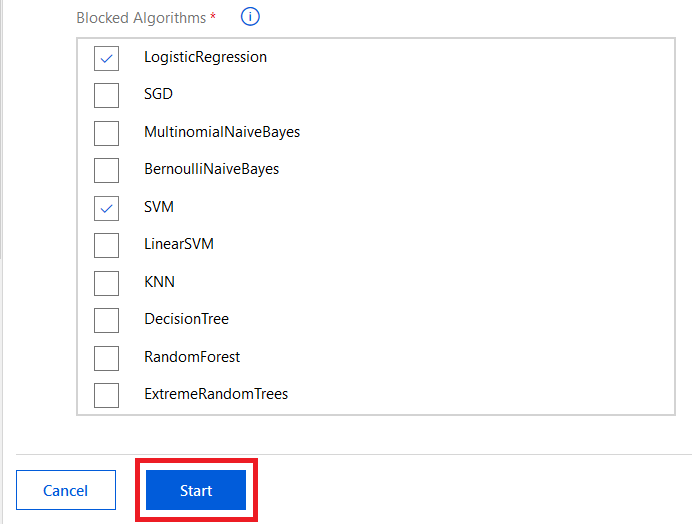 Blocked Algorithms *
LogisticRegression
SGD
MultinomialNaiveBayes
BernoulliNaiveBayes
SVM
LinearSVM
KNN
DecisionTree
RandomForest
ExtremeRandomTrees
Cancel Start